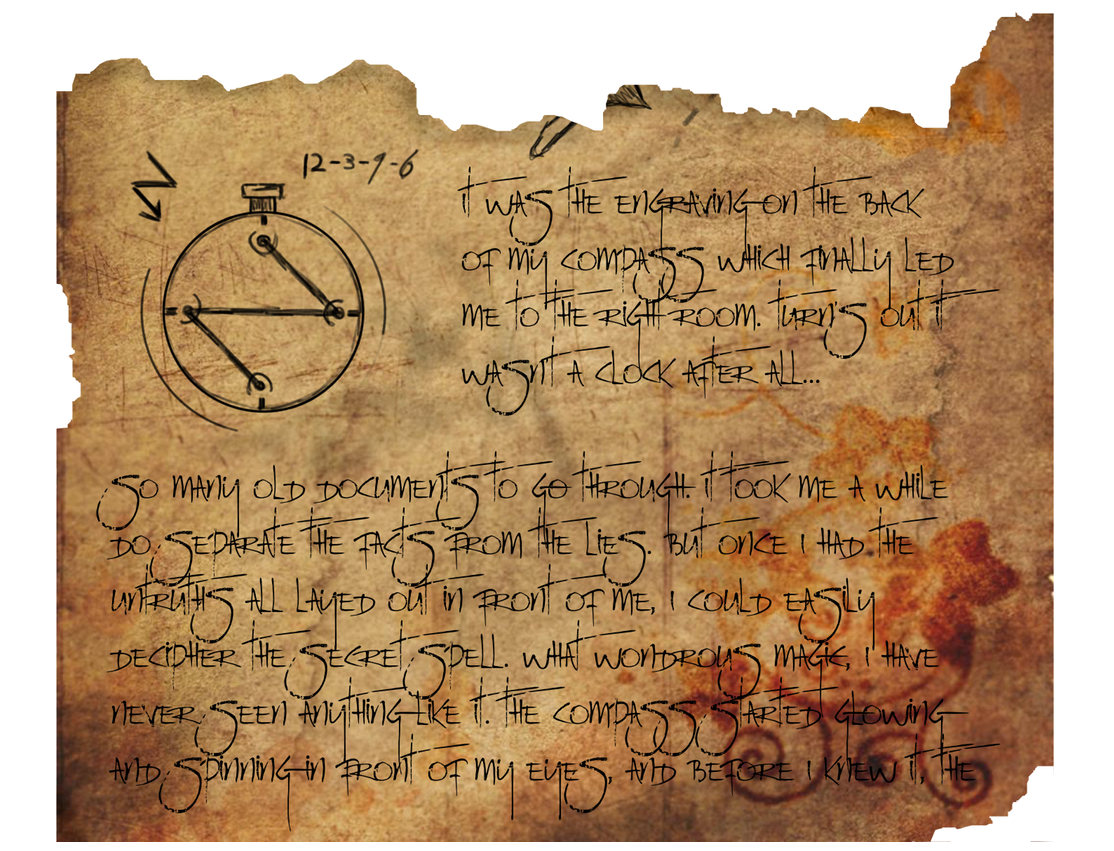 12-3-9-6
it was the engraving on the back
of my compass which finally led
me to the right room. turn's out it
wasn't a clock after all...
So many old documents to go through. it took me a while
do separate the facts from the lies. But once I had the
untruths all layed out in front of me, I could easily
decipher the secret spell. what wondrous magic, I have
never seen anything like it. the compass started glowing
and spinning in front of my eyes, and before I knew it, the